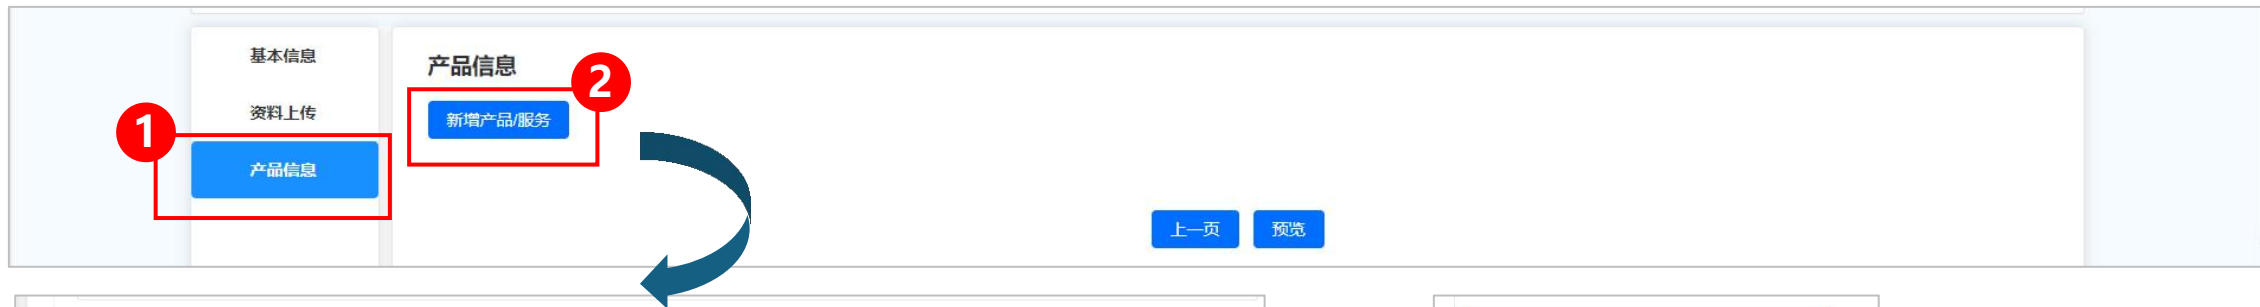 基本信息
资料上传
产品信息
1
产品信息
2
新增产品/服务
上一页
预览